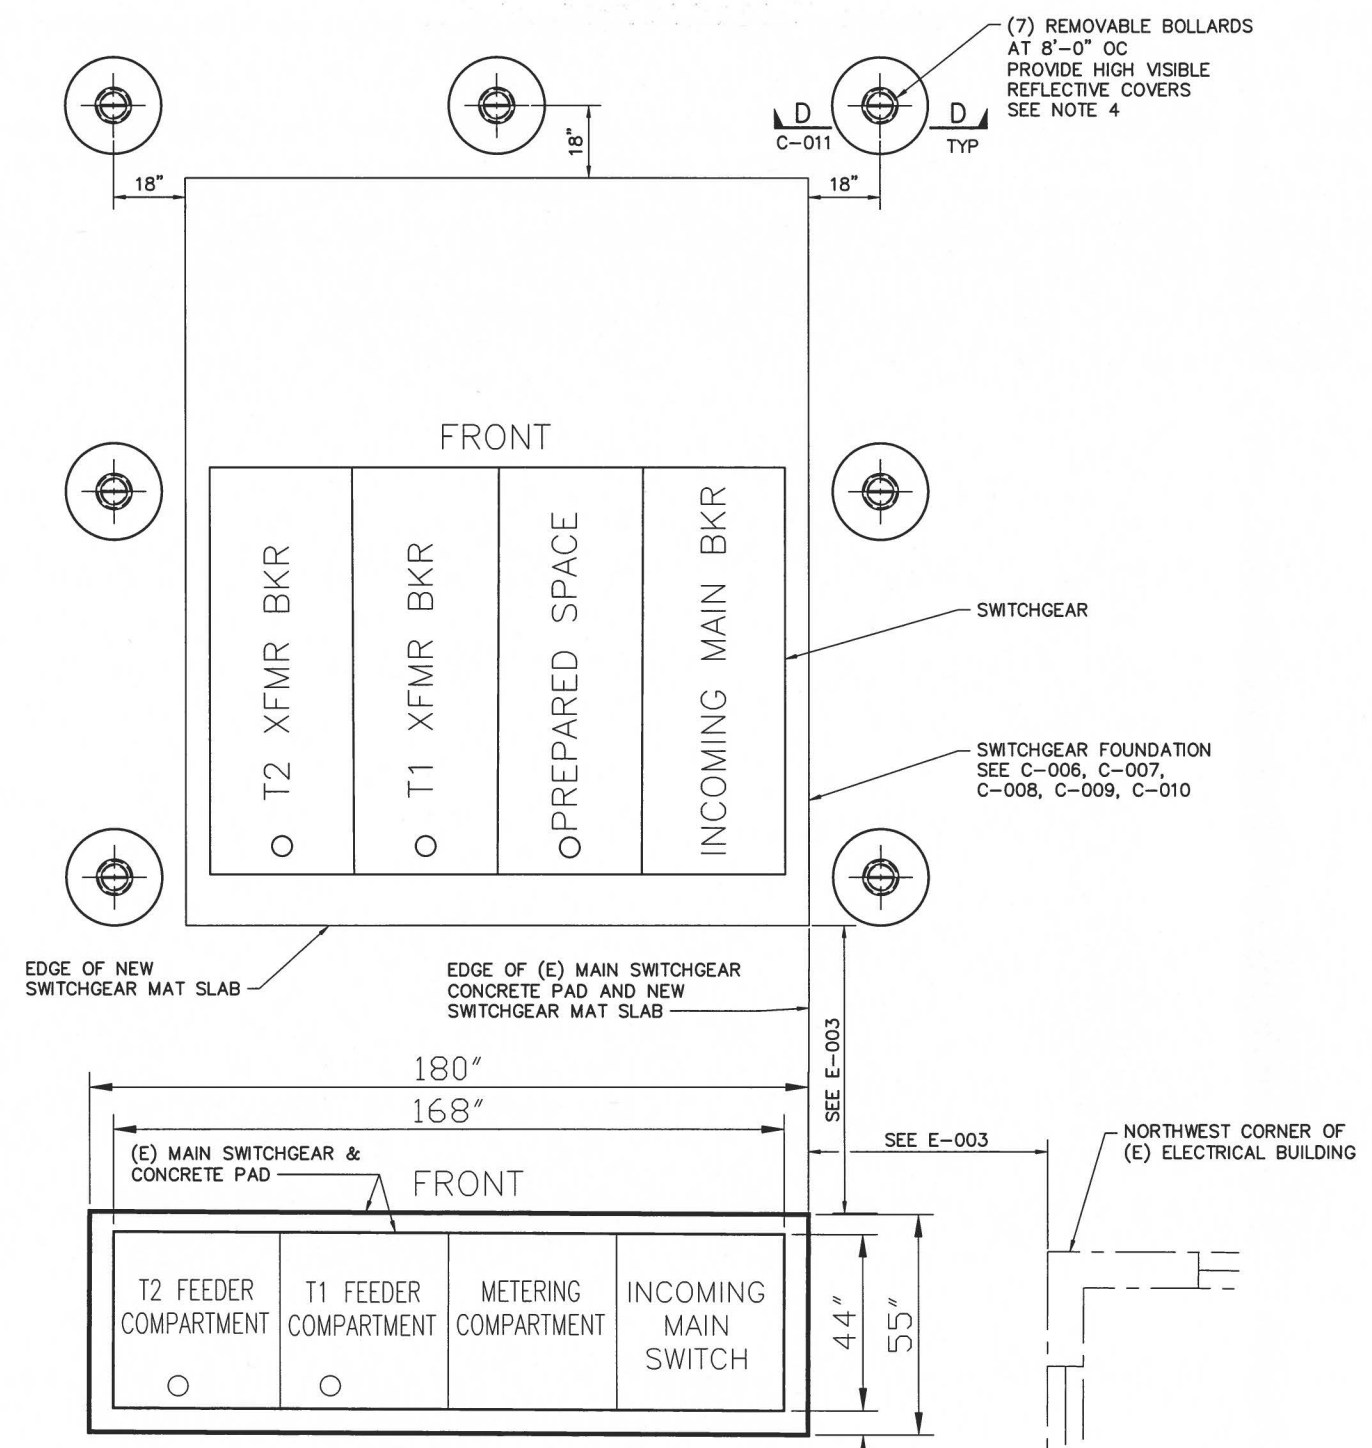 (7) REMOVABLE BOLLARDS
AT 8'-0" OC
PROVIDE HIGH VISIBLE
REFLECTIVE COVERS
SEE NOTE 4
D
C-011
D
TYP
18"
18"
18"
FRONT
T2 XFMR BKR
T1 XFMR BKR
PREPARED SPACE
INCOMING MAIN BKR
SWITCHGEAR
SWITCHGEAR FOUNDATION
SEE C-006, C-007,
C-008, C-009, C-010
EDGE OF NEW
SWITCHGEAR MAT SLAB
EDGE OF (E) MAIN SWITCHGEAR
CONCRETE PAD AND NEW
SWITCHGEAR MAT SLAB
SEE E-003
180"
168"
(E) MAIN SWITCHGEAR &
CONCRETE PAD
FRONT
SEE E-003
NORTHWEST CORNER OF
(E) ELECTRICAL BUILDING
T2 FEEDER
COMPARTMENT
T1 FEEDER
COMPARTMENT
METERING
COMPARTMENT
INCOMING
MAIN
SWITCH
44"
55"